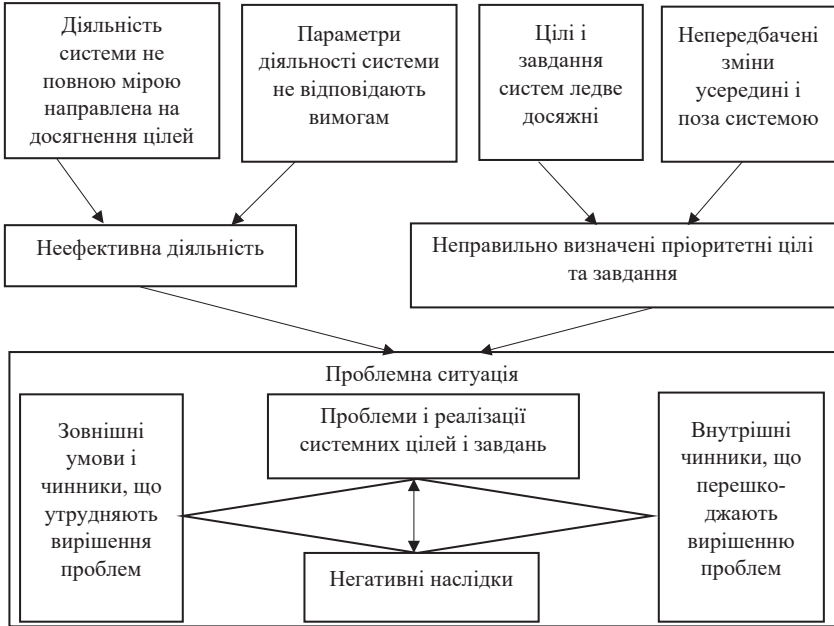 Діяльність
системи не
повною мірою
направлена на
досягнення цілей
Параметри
діяльності системи
не відповідають
вимогам
Цілі і
завдання
систем ледве
досяжні
Непередбачені
зміни
усередині і
поза системою
Неефективна діяльність
Неправильно визначені пріоритетні цілі
та завдання
Проблемна ситуація
Зовнішні
умови і
чинники, що
утрудняють
вирішення
проблем
Проблеми і реалізації
системних цілей і завдань
Негативні наслідки
Внутрішні
чинники, що
перешко-
джають
вирішенню
проблем